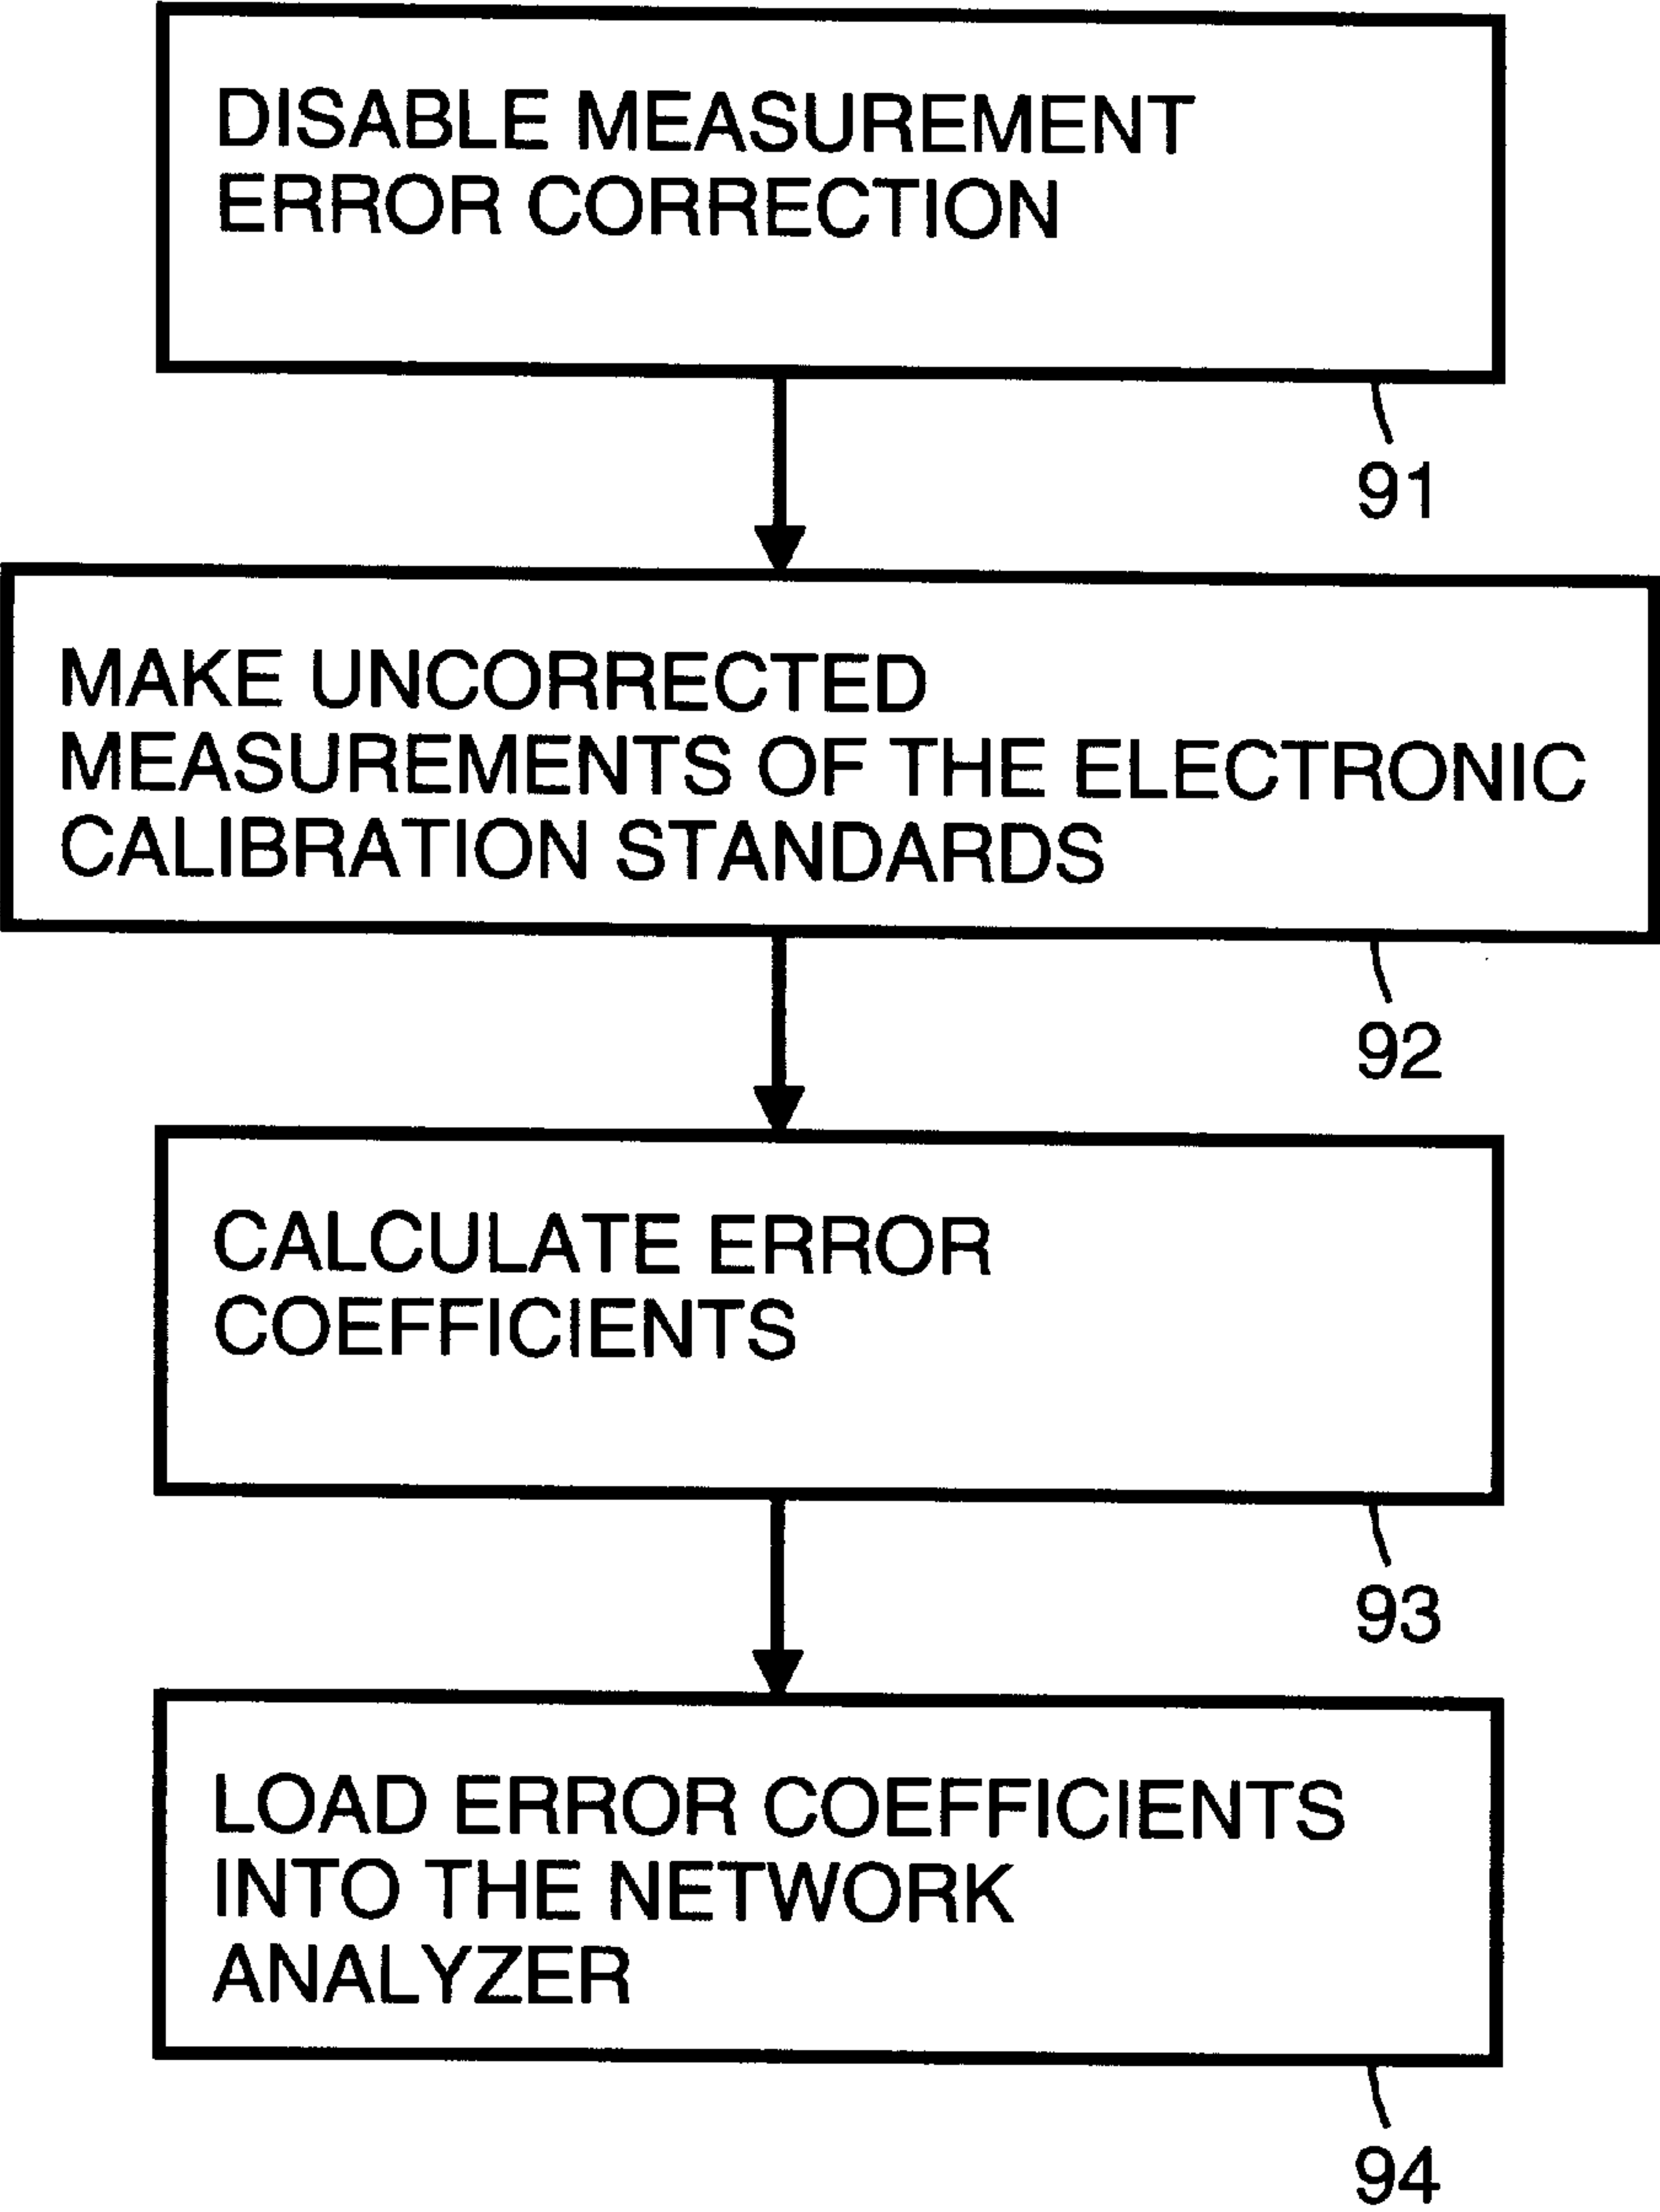 DISABLE MEASUREMENT
ERROR CORRECTION
91
MAKE UNCORRECTED
MEASUREMENTS OF THE ELECTRONIC
CALIBRATION STANDARDS
92
CALCULATE ERROR
COEFFICIENTS
93
LOAD ERROR COEFFICIENTS
INTO THE NETWORK
ANALYZER
94